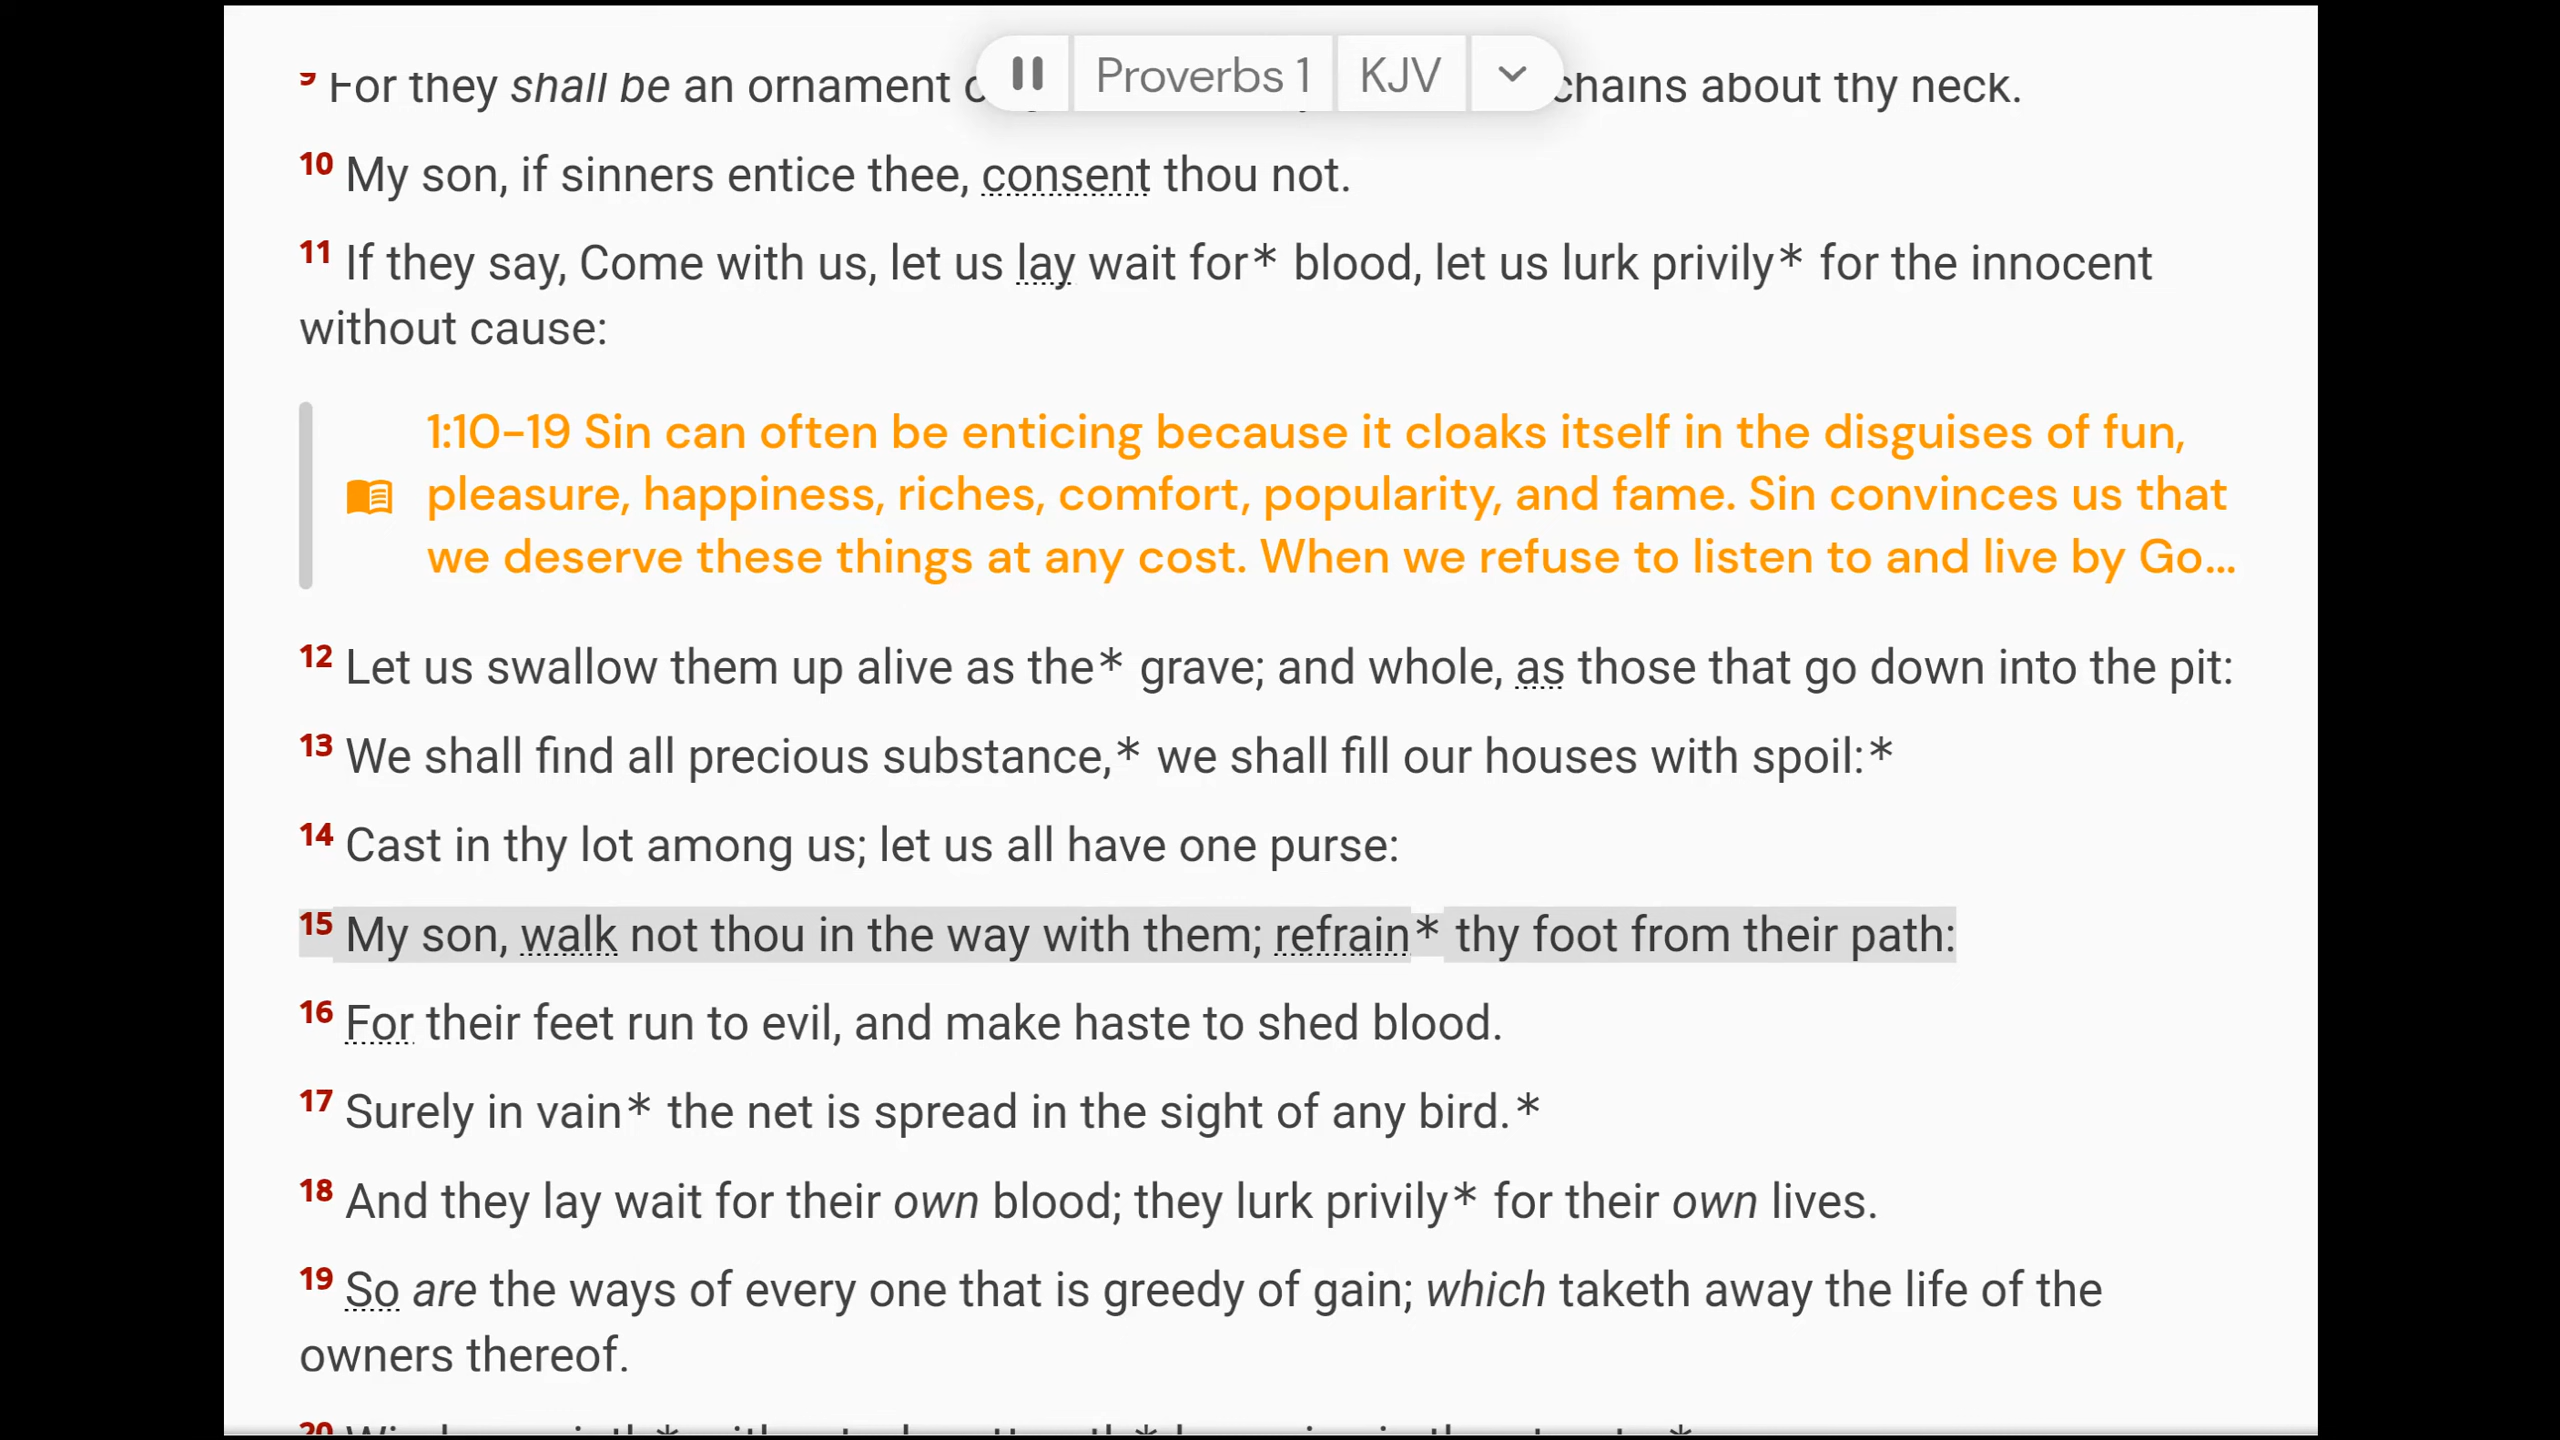 Proverbs 1 KJV
9 For they shall be an ornament chains about thy neck.
10 My son, if sinners entice thee, consent thou not.
11 If they say, Come with us, let us lay wait for* blood, let us lurk privily* for the innocent
without cause:
1:10-19 Sin can often be enticing because it cloaks itself in the disguises of fun,
pleasure, happiness, riches, comfort, popularity, and fame. Sin convinces us that
we deserve these things at any cost. When we refuse to listen to and live by Go...
12 Let us swallow them up alive as the* grave; and whole, as those that go down into the pit:
13 We shall find all precious substance,* we shall fill our houses with spoil:*
14 Cast in thy lot among us; let us all have one purse:
15 My son, walk not thou in the way with them; refrain* thy foot from their path:
16 For their feet run to evil, and make haste to shed blood.
17 Surely in vain* the net is spread in the sight of any bird.*
18 And they lay wait for their own blood; they lurk privily* for their own lives.
19 So are the ways of every one that is greedy of gain; which taketh away the life of the
owners thereof.
20